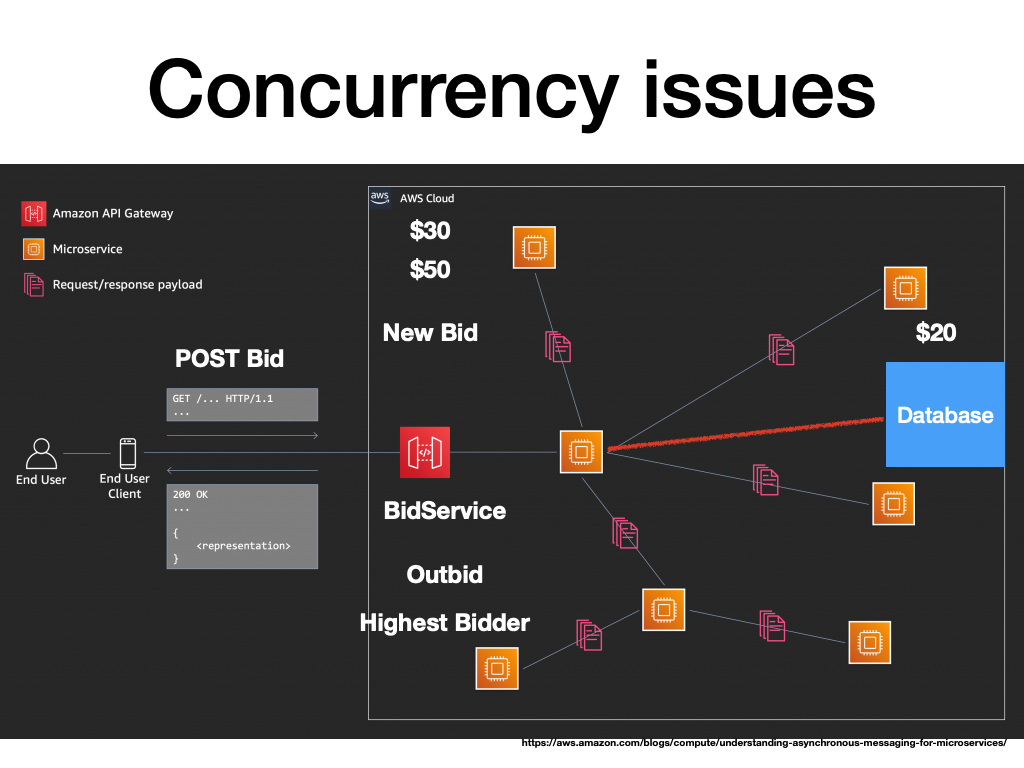 Concurrency issues
aws
AWS Cloud
Amazon API Gateway
Microservice
Request/response payload
$30
$50
New Bid
$20
POST Bid
GET /... HTTP/1.1
...
Database
End User
End User
Client
200 OK
...
{
<representation>
}
BidService
Outbid
Highest Bidder
https://aws.amazon.com/blogs/compute/understanding-asynchronous-messaging-for-microservices/